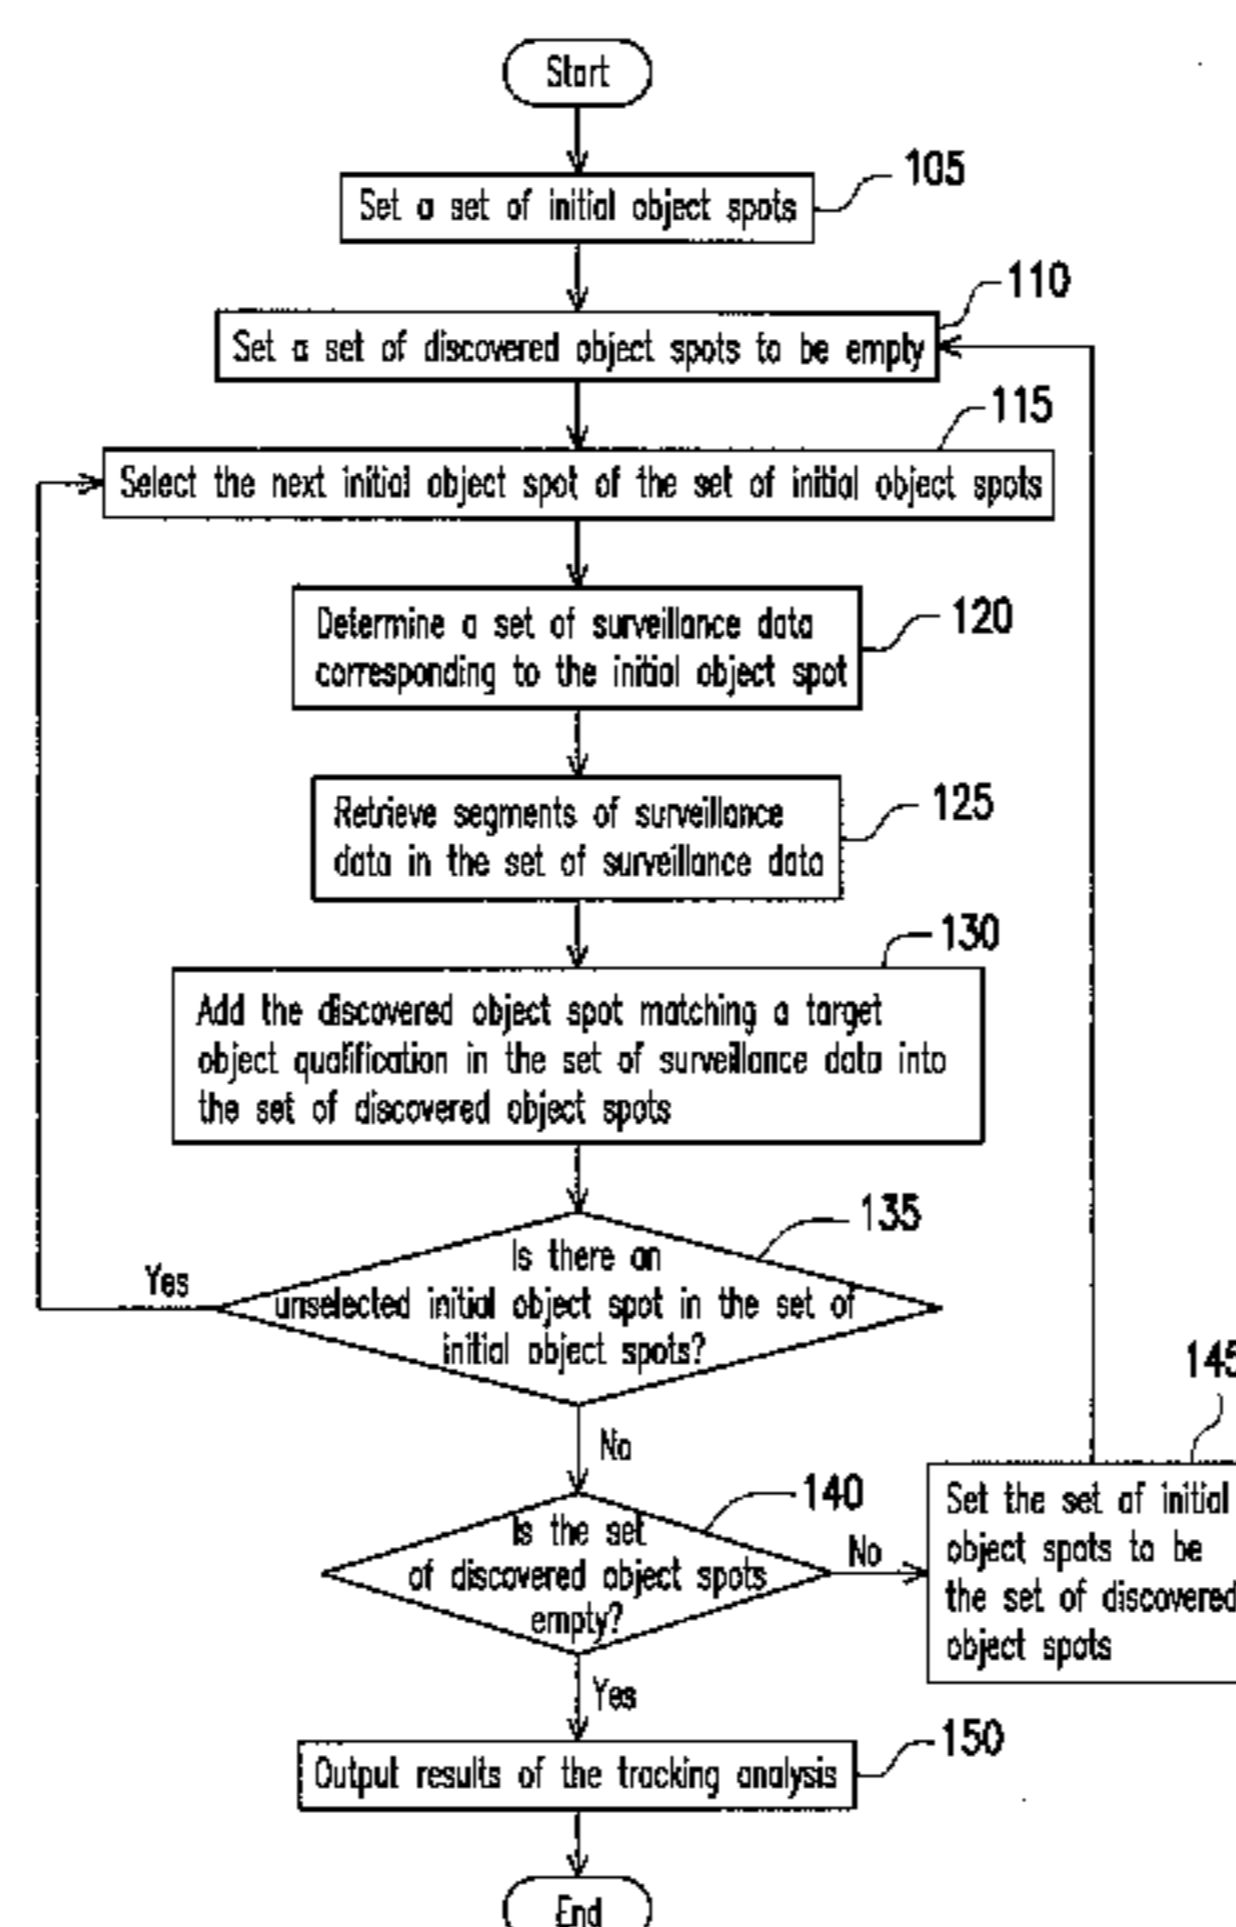 Start
105
Set a set of initial object spots
110
Set a set of discovered object spots to be empty
115
Select the next initial object spot of the set of initial object spots
120
Determine a set of surveillance data
corresponding to the initial object spot
125
Retrieve segments of surveillance
data in the set of surveillance data
130
Add the discovered object spot matching a target
object qualification in the set of surveillance data into
the set of discovered object spots
135
Is there an
unselected initial object spot in the set of
initial object spots?
Yes
No
140
Is the set
of discovered object spots
empty?
No
145
Set the set of initial
object spots to be
the set of discovered
object spots
Yes
150
Output results of the tracking analysis
End